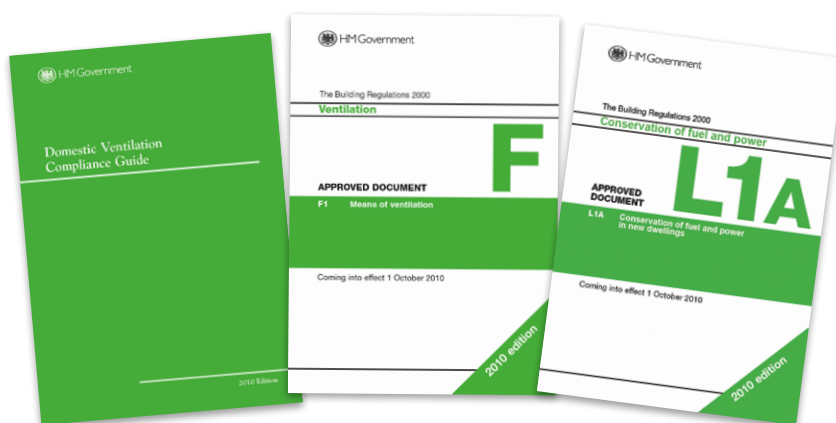 HM Government
Domestic Ventilation
Compliance Guide
2010 Edition
HM Government
The Building Regulations 2000
Ventilation
F
APPROVED DOCUMENT
F1 Means of ventilation
Coming into effect 1 October 2010
2010 edition
HM Government
The Building Regulations 2000
Conservation of fuel and power
L1A
APPROVED
DOCUMENT
L1A Conservation of fuel and power
in new dwellings
Coming into effect 1 October 2010
2010 edition